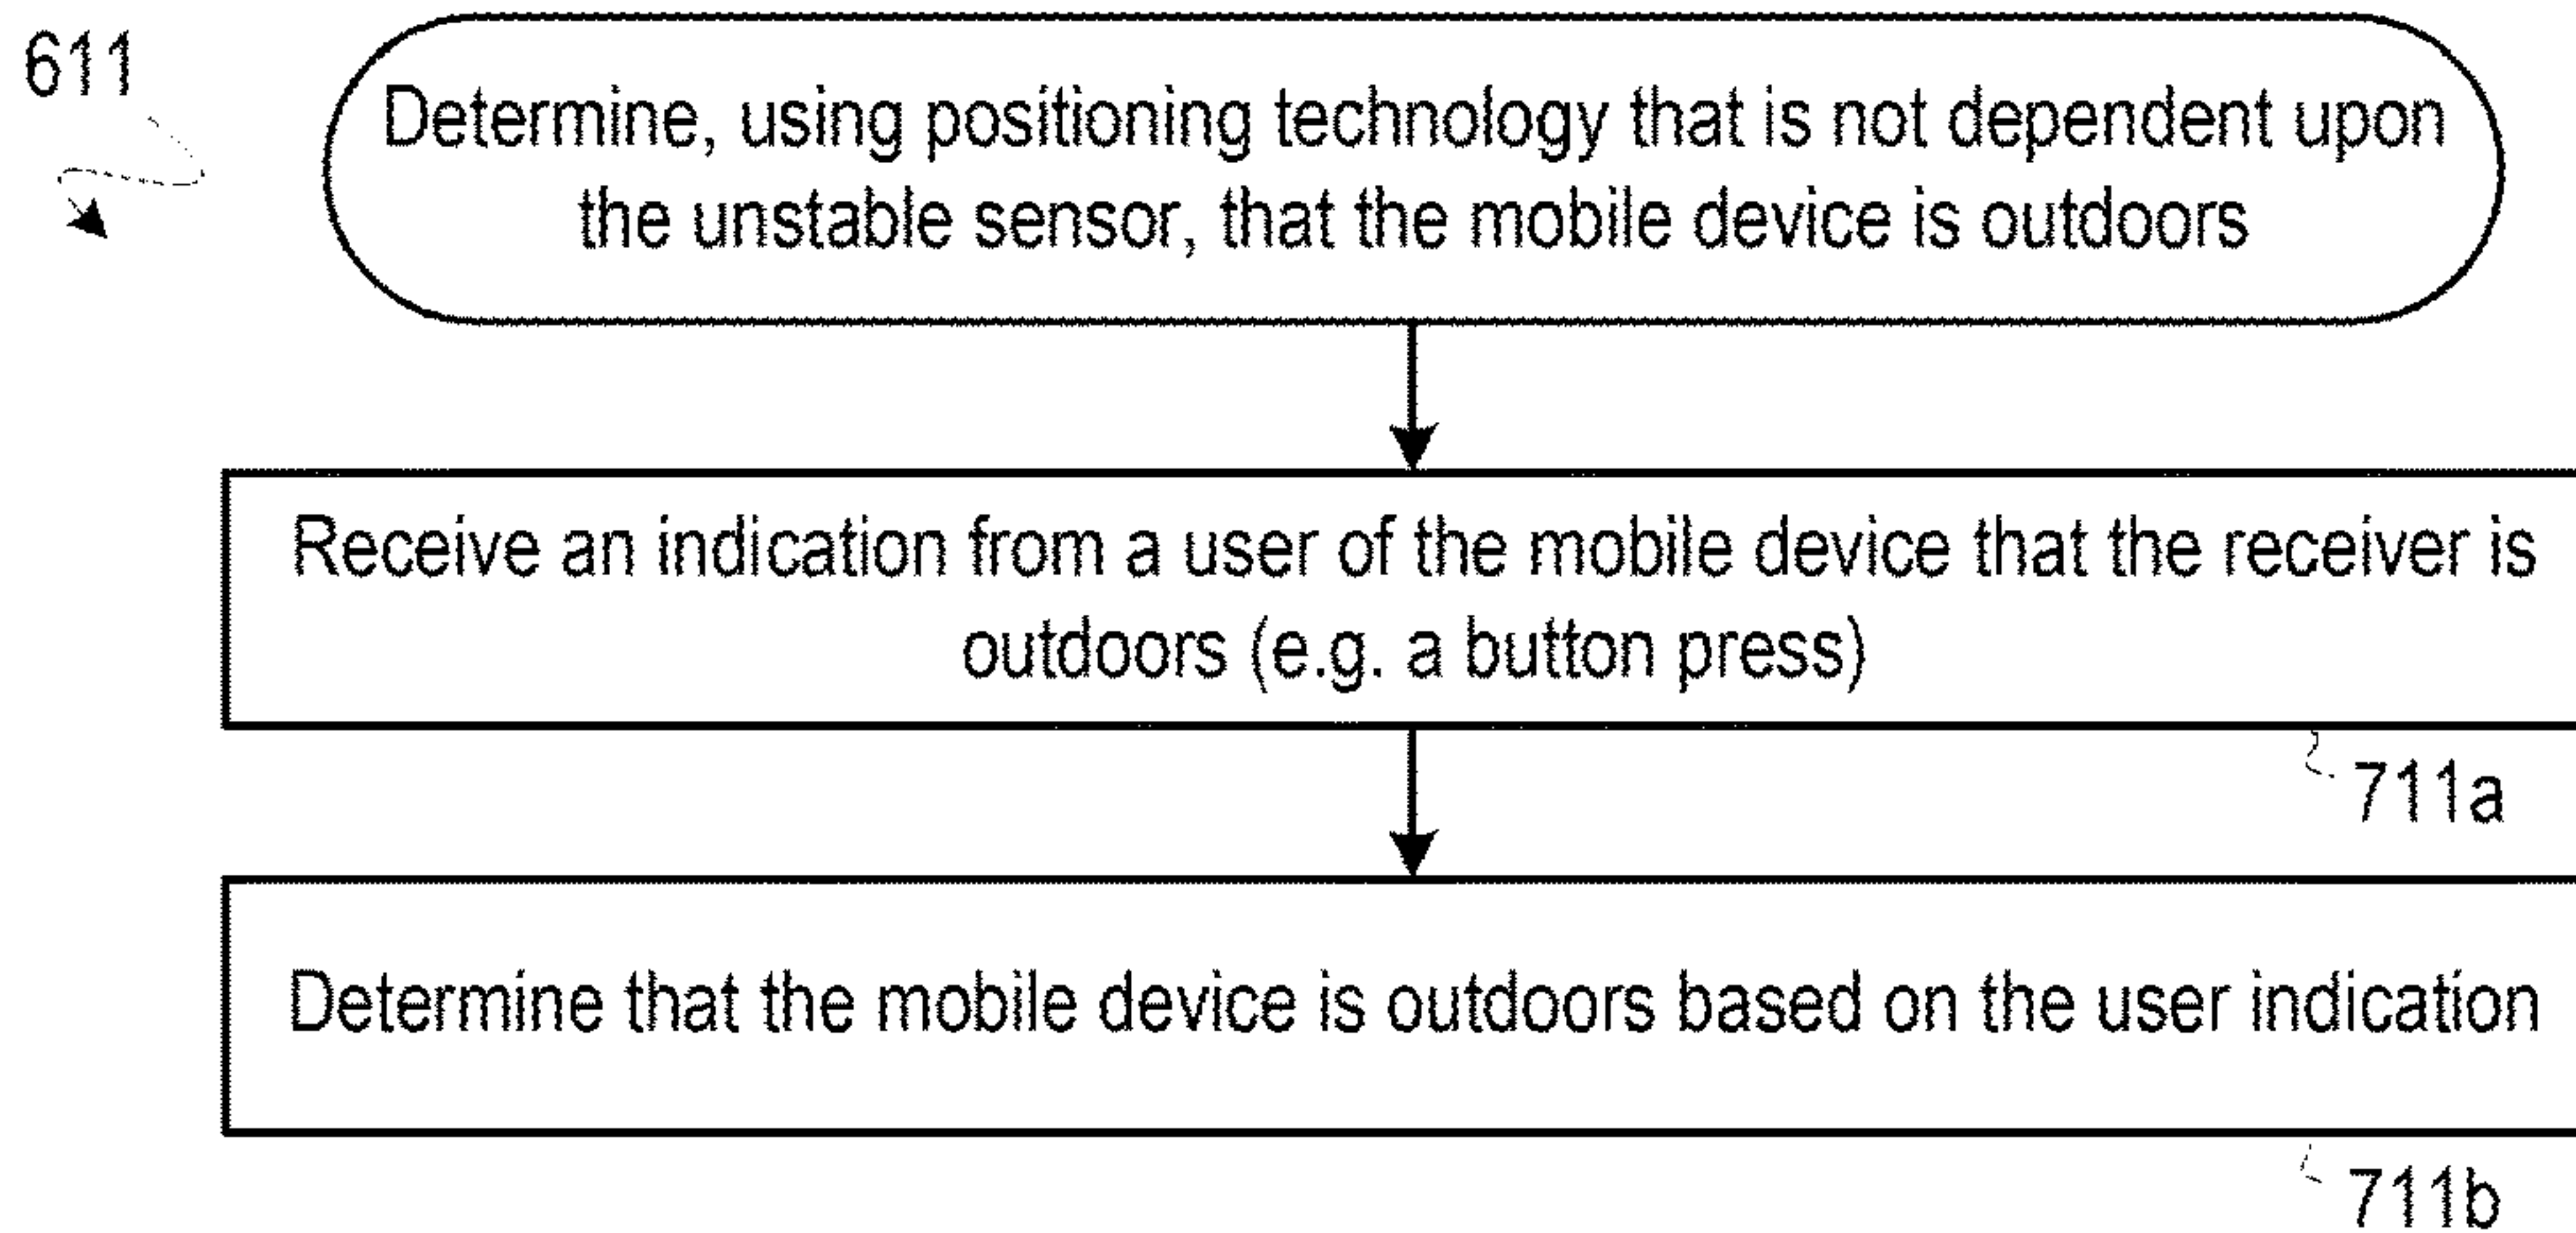 611
Determine, using positioning technology that is not dependent upon
the unstable sensor, that the mobile device is outdoors
Receive an indication from a user of the mobile device that the receiver is
outdoors (e.g. a button press)
711a
Determine that the mobile device is outdoors based on the user indication
711b